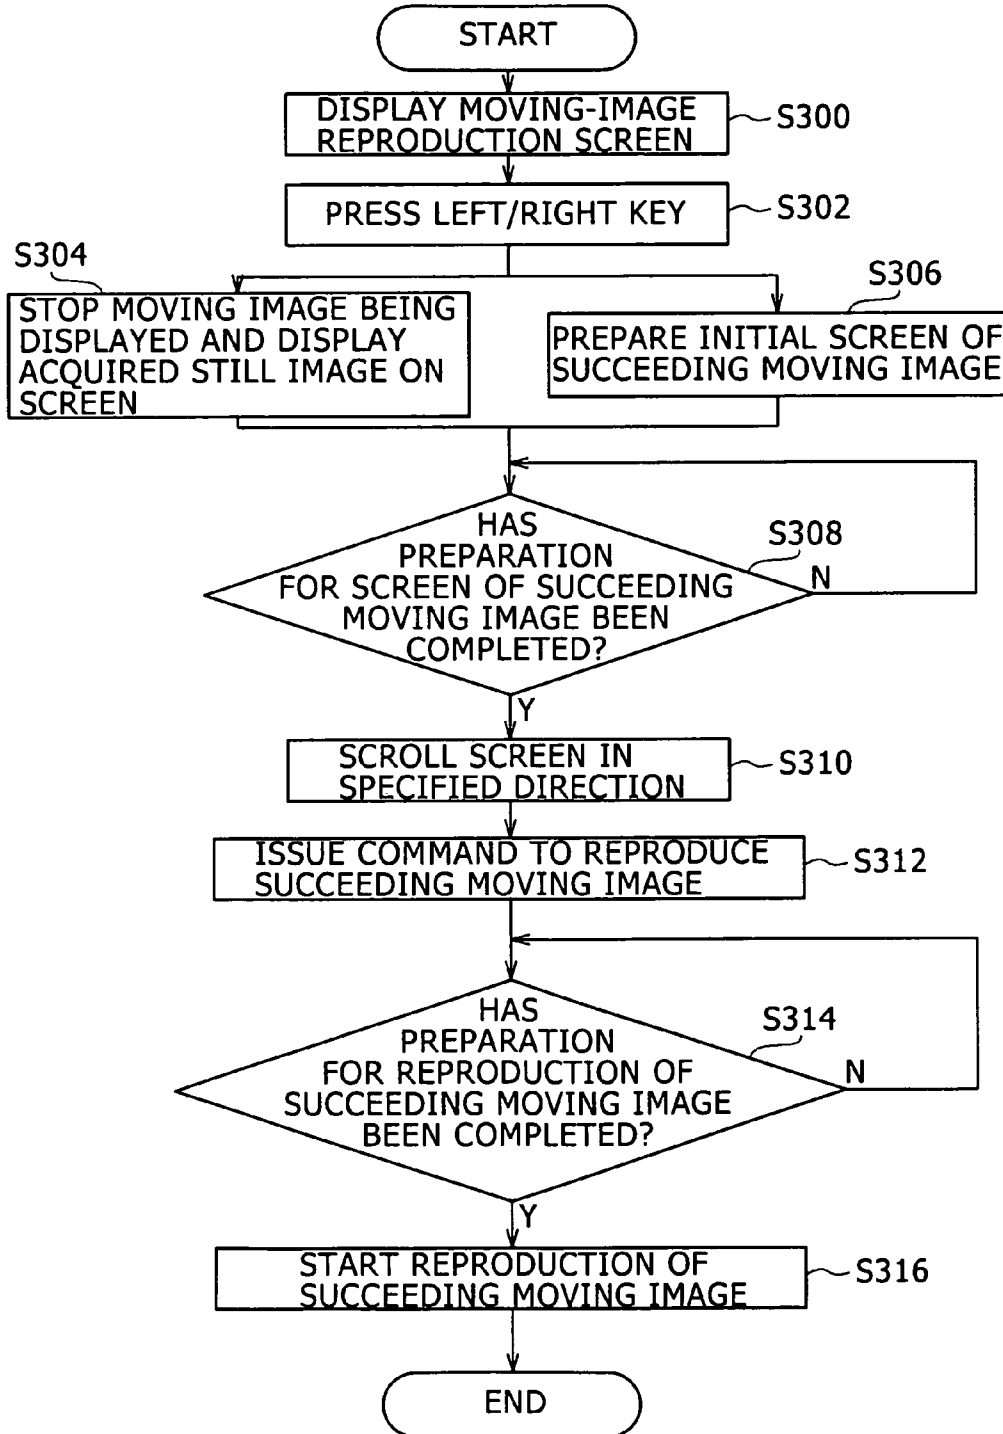 START
DISPLAY MOVING-IMAGE
REPRODUCTION SCREEN
S300
PRESS LEFT/RIGHT KEY
S302
S304
STOP MOVING IMAGE BEING
DISPLAYED AND DISPLAY
ACQUIRED STILL IMAGE ON
SCREEN
S306
PREPARE INITIAL SCREEN OF
SUCCEEDING MOVING IMAGE
HAS
PREPARATION
FOR SCREEN OF SUCCEEDING
MOVING IMAGE BEEN
COMPLETED?
S308
N
Y
SCROLL SCREEN IN
SPECIFIED DIRECTION
S310
ISSUE COMMAND TO REPRODUCE
SUCCEEDING MOVING IMAGE
S312
HAS
PREPARATION
FOR REPRODUCTION OF
SUCCEEDING MOVING IMAGE
BEEN COMPLETED?
S314
N
Y
START REPRODUCTION OF
SUCCEEDING MOVING IMAGE
S316
END